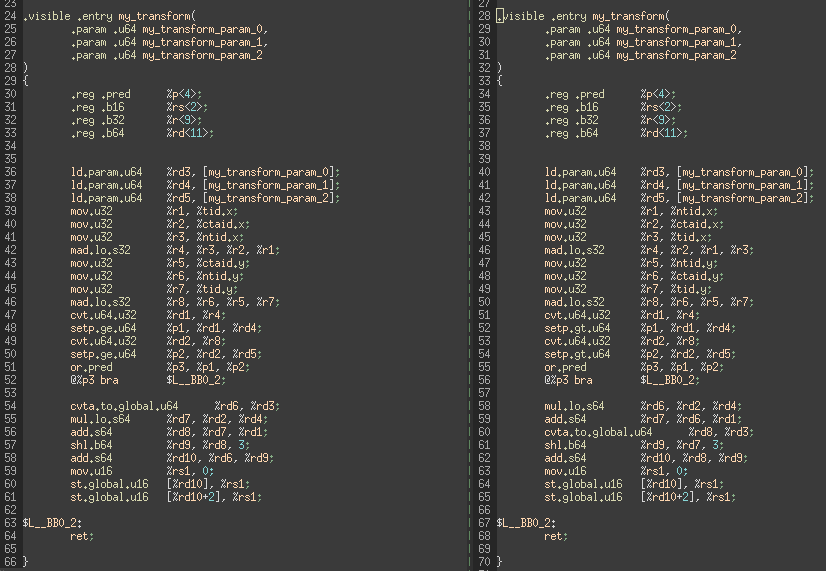 23
24 .visible .entry my_transform(
25 .param .u64 my_transform_param_0,
26 .param .u64 my_transform_param_1,
27 .param .u64 my_transform_param_2
28 )
29 {
30 .reg .pred %p<4>;
31 .reg .b16 %rs<2>;
32 .reg .b32 %r<9>;
33 .reg .b64 %rd<11>;
34
35
36 ld.param.u64 %rd3, [my_transform_param_0];
37 ld.param.u64 %rd4, [my_transform_param_1];
38 ld.param.u64 %rd5, [my_transform_param_2];
39 mov.u32 %r1, %tid.x;
40 mov.u32 %r2, %ctaid.x;
41 mov.u32 %r3, %ntid.x;
42 mad.lo.s32 %r4, %r3, %r2, %r1;
43 mov.u32 %r5, %ctaid.y;
44 mov.u32 %r6, %ntid.y;
45 mov.u32 %r7, %tid.y;
46 mad.lo.s32 %r8, %r6, %r5, %r7;
47 cvt.u64.u32 %rd1, %r4;
48 setp.ge.u64 %p1, %rd1, %rd4;
49 cvt.u64.u32 %rd2, %r8;
50 setp.ge.u64 %p2, %rd2, %rd5;
51 or.pred %p3, %p1, %p2;
52 @%p3 bra $L__BB0_2;
53
54 cvta.to.global.u64 %rd6, %rd3;
55 mul.lo.s64 %rd7, %rd2, %rd4;
56 add.s64 %rd8, %rd7, %rd1;
57 shl.b64 %rd9, %rd8, 3;
58 add.s64 %rd10, %rd6, %rd9;
59 mov.u16 %rs1, 0;
60 st.global.u16 [%rd10], %rs1;
61 st.global.u16 [%rd10+2], %rs1;
62
63 $L__BB0_2:
64 ret;
65
66 }
27
28 .visible .entry my_transform(
29 .param .u64 my_transform_param_0,
30 .param .u64 my_transform_param_1,
31 .param .u64 my_transform_param_2
32 )
33 {
34 .reg .pred %p<4>;
35 .reg .b16 %rs<2>;
36 .reg .b32 %r<9>;
37 .reg .b64 %rd<11>;
38
39
40 ld.param.u64 %rd3, [my_transform_param_0];
41 ld.param.u64 %rd4, [my_transform_param_1];
42 ld.param.u64 %rd5, [my_transform_param_2];
43 mov.u32 %r1, %ntid.x;
44 mov.u32 %r2, %ctaid.x;
45 mov.u32 %r3, %tid.x;
46 mad.lo.s32 %r4, %r2, %r1, %r3;
47 mov.u32 %r5, %ntid.y;
48 mov.u32 %r6, %ctaid.y;
49 mov.u32 %r7, %tid.y;
50 mad.lo.s32 %r8, %r6, %r5, %r7;
51 cvt.u64.u32 %rd1, %r4;
52 setp.gt.u64 %p1, %rd1, %rd4;
53 cvt.u64.u32 %rd2, %r8;
54 setp.gt.u64 %p2, %rd2, %rd5;
55 or.pred %p3, %p1, %p2;
56 @%p3 bra $L__BB0_2;
57
58 mul.lo.s64 %rd6, %rd2, %rd4;
59 add.s64 %rd7, %rd6, %rd1;
60 cvta.to.global.u64 %rd8, %rd3;
61 shl.b64 %rd9, %rd7, 3;
62 add.s64 %rd10, %rd8, %rd9;
63 mov.u16 %rs1, 0;
64 st.global.u16 [%rd10], %rs1;
65 st.global.u16 [%rd10+2], %rs1;
66
67 $L__BB0_2:
68 ret;
69
70 }